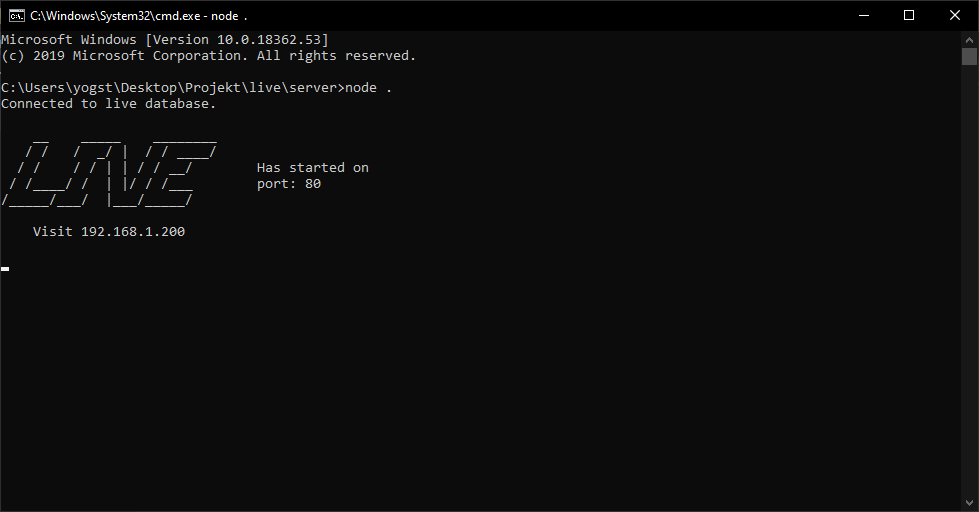 C:\Windows\System32\cmd.exe - node .
Microsoft Windows [Version 10.0.18362.53]
(c) 2019 Microsoft Corporation. All rights reserved.
C:\Users\yogst\Desktop\Projekt\live\server>node .
Connected to live database.
LIVE
Has started on
port: 80
Visit 192.168.1.200